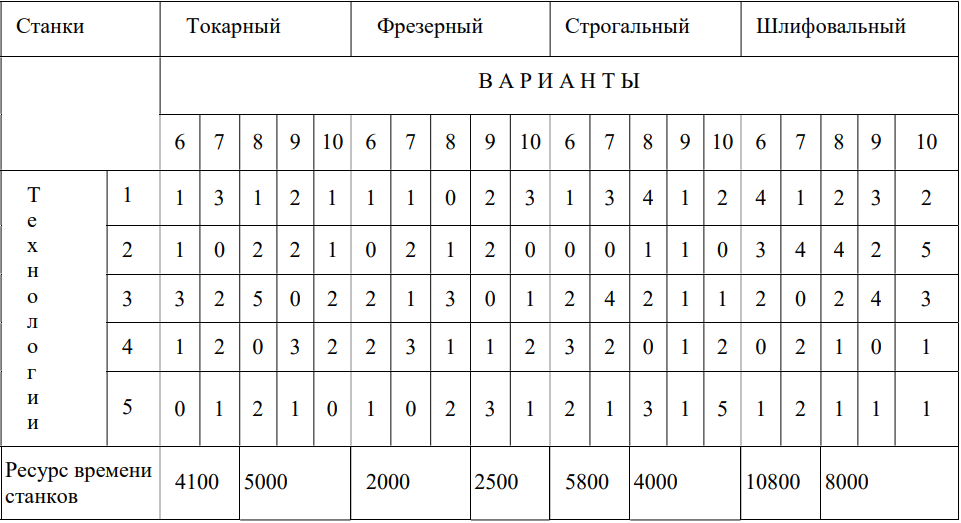 Станки Токарный Фрезерный Строгальный Шлифовальный
В А Р И А Н Т Ы
6 7 8 9 10 6 7 8 9 10 6 7 8 9 10 6 7 8 9 10
Технологии
1 1 3 1 2 1 1 1 0 2 3 1 3 4 1 2 4 1 2 3 2
2 1 0 2 2 1 0 2 1 2 0 0 0 1 1 0 3 4 4 2 5
3 3 2 5 0 2 2 1 3 0 1 2 4 2 1 1 2 0 2 4 3
4 1 2 0 3 2 2 3 1 1 2 3 2 0 1 2 0 2 1 0 1
5 0 1 2 1 0 1 0 2 3 1 2 1 3 1 5 1 2 1 1 1
Ресурс времени
станков 4100 5000 2000 2500 5800 4000 10800 8000